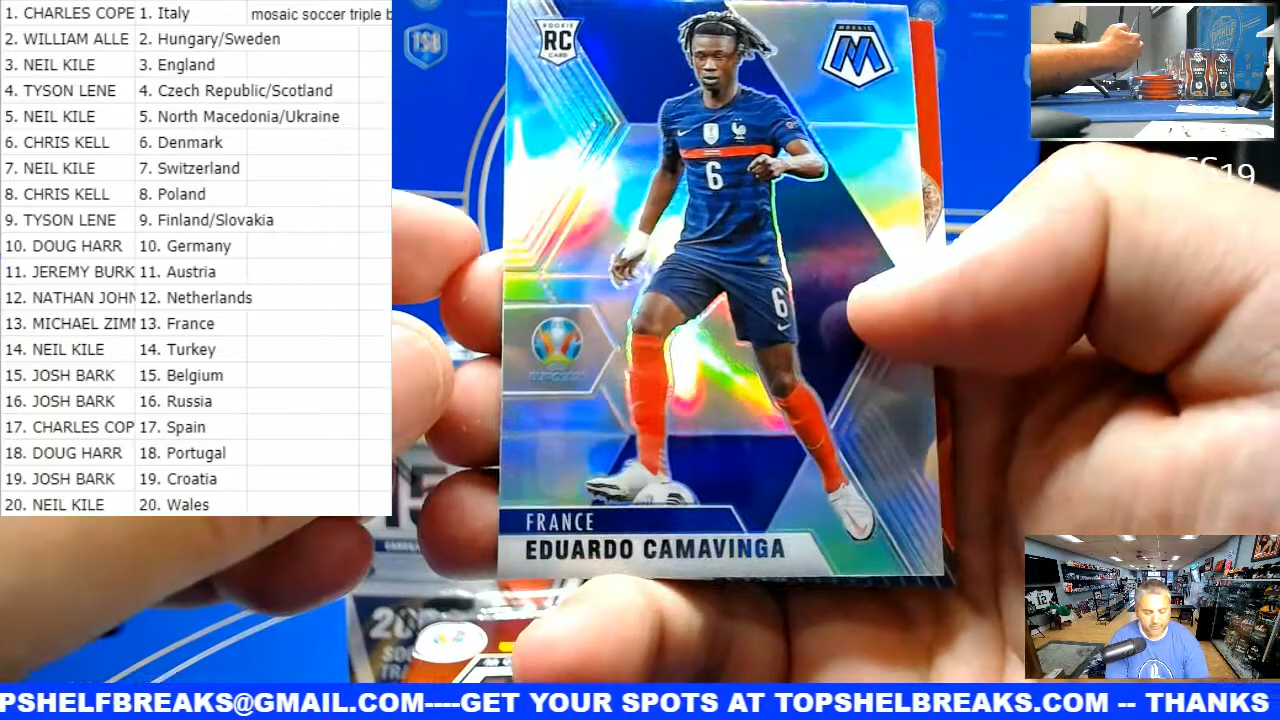 1. CHARLES COPE 1. Italy mosaic soccer triple b
2. WILLIAM ALLE 2. Hungary/Sweden
3. NEIL KILE 3. England
4. TYSON LENE 4. Czech Republic/Scotland
5. NEIL KILE 5. North Macedonia/Ukraine
6. CHRIS KELL 6. Denmark
7. NEIL KILE 7. Switzerland
8. CHRIS KELL 8. Poland
9. TYSON LENE 9. Finland/Slovakia
10. DOUG HARR 10. Germany
11. JEREMY BURK 11. Austria
12. NATHAN JOHN 12. Netherlands
13. MICHAEL ZIM 13. France
14. NEIL KILE 14. Turkey
15. JOSH BARK 15. Belgium
16. JOSH BARK 16. Russia
17. CHARLES COP 17. Spain
18. DOUG HARR 18. Portugal
19. JOSH BARK 19. Croatia
20. NEIL KILE 20. Wales
TSB
ROOKIE
RC
CARD
MOSAIC
6
6
FRANCE
EDUARDO CAMAVINGA
19
PSHELFBREAKS@GMAIL.COM----GET YOUR SPOTS AT TOPSHELBREAKS.COM -- THANKS